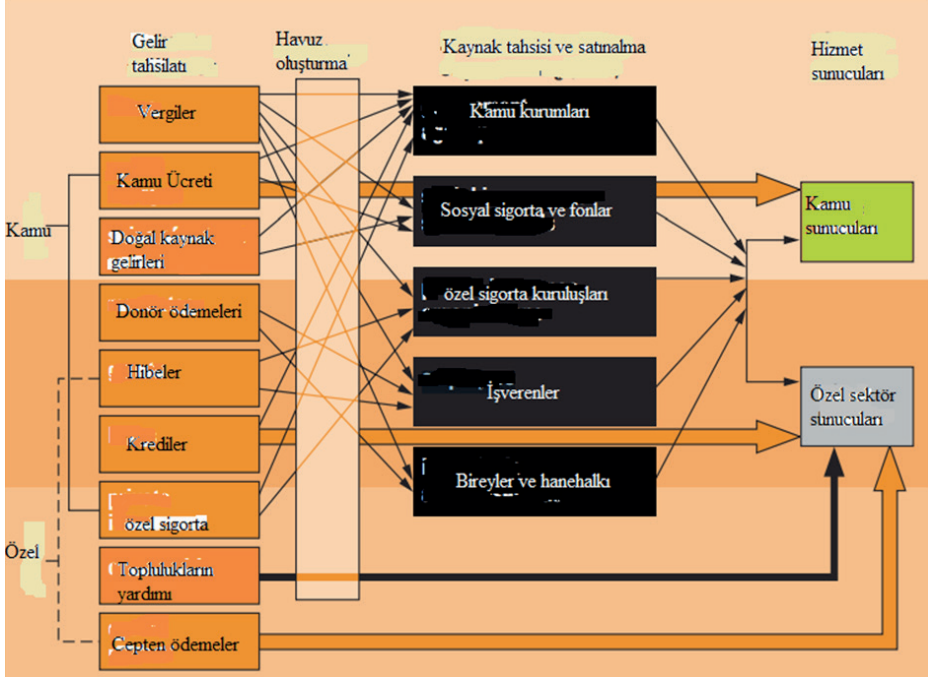 Gelir
tahsilatı
Havuz
oluşturma
Kaynak tahsisi ve satınalma
Hizmet
sunucuları
Kamu
Özel
Vergiler
Kamu Ücreti
Doğal kaynak
gelirleri
Donör ödemeleri
Hibeler
Krediler
özel sigorta
Toplulukların
yardımı
Cepten ödemeler
Kamu kurumları
Sosyal sigorta ve fonlar
özel sigorta kuruluşları
İşverenler
Bireyler ve hanehalkı
Kamu
sunucuları
Özel sektör
sunucuları